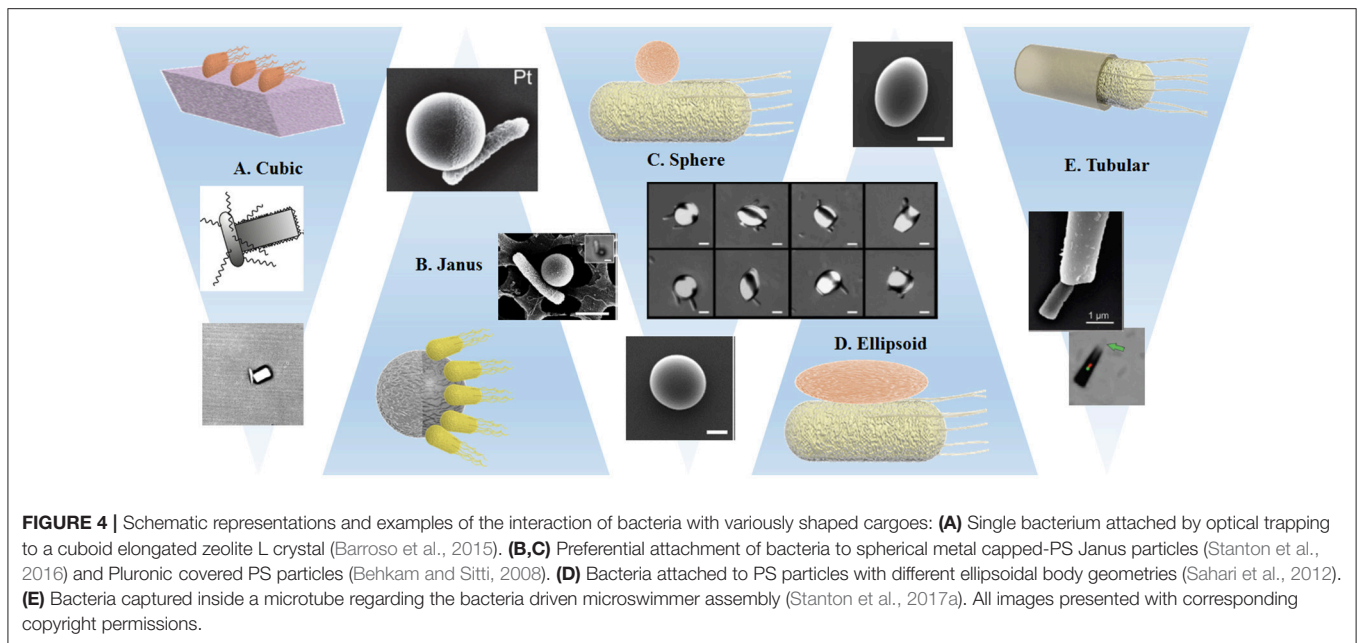 Pt
A. Cubic
B. Janus
C. Sphere
D. Ellipsoid
E. Tubular
1 μm
FIGURE 4 | Schematic representations and examples of the interaction of bacteria with variously shaped cargoes: (A) Single bacterium attached by optical trapping
to a cuboid elongated zeolite L crystal (Barroso et al., 2015). (B,C) Preferential attachment of bacteria to spherical metal capped-PS Janus particles (Stanton et al.,
2016) and Pluronic covered PS particles (Behkam and Sitti, 2008). (D) Bacteria attached to PS particles with different ellipsoidal body geometries (Sahari et al., 2012).
(E) Bacteria captured inside a microtube regarding the bacteria driven microswimmer assembly (Stanton et al., 2017a). All images presented with corresponding
copyright permissions.